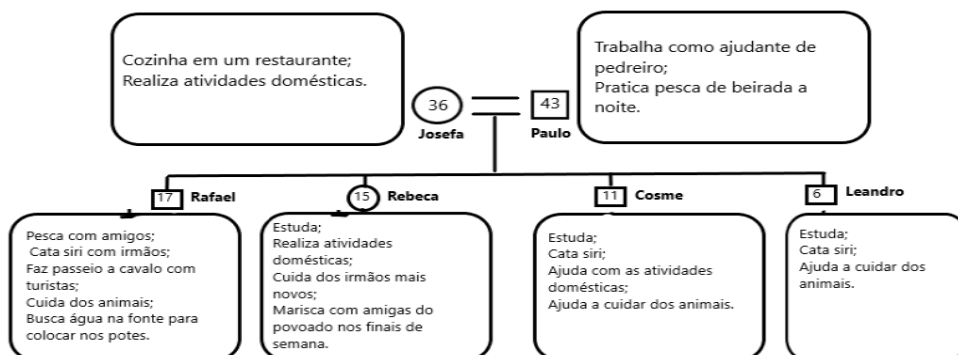 Cozinha em um restaurante;
Realiza atividades domésticas.
36
Josefa
43
Paulo
Trabalha como ajudante de
pedreiro;
Pratica pesca de beirada a
noite.
17 Rafael
Pesca com amigos;
Cata siri com irmãos;
Faz passeio a cavalo com
turistas;
Cuida dos animais;
Busca água na fonte para
colocar nos potes.
15 Rebeca
Estuda;
Realiza atividades
domésticas;
Cuida dos irmãos mais
novos;
Marisca com amigas do
povoado nos finais de
semana.
11 Cosme
Estuda;
Cata siri;
Ajuda com as atividades
domésticas;
Ajuda a cuidar dos animais.
6 Leandro
Estuda;
Cata siri;
Ajuda a cuidar dos
animais.